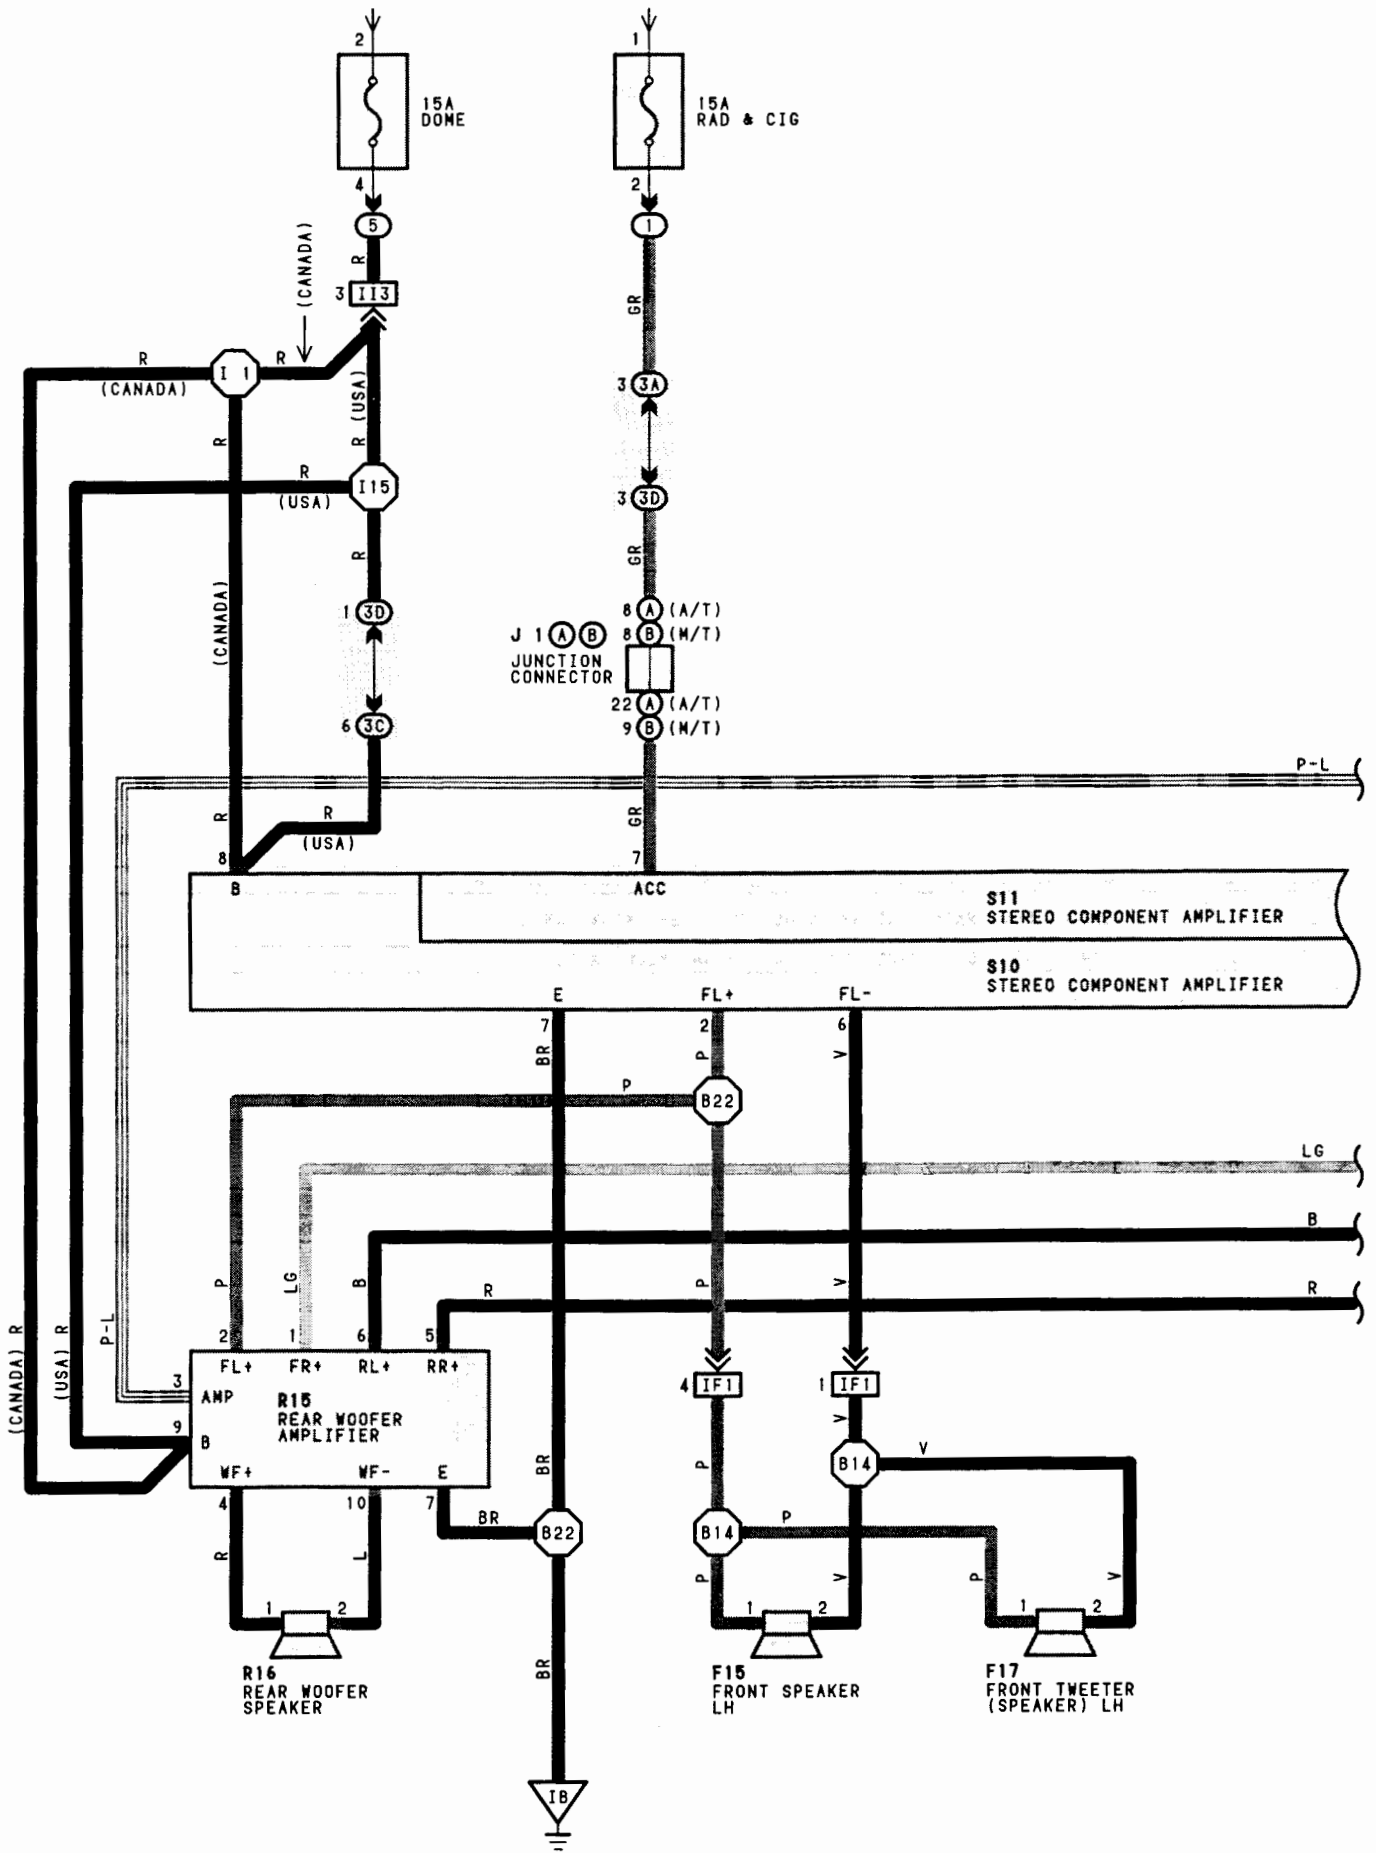 2
1
15A
DOME
15A
RAD & CIG
4
2
5
1
(CANADA)
R
3 II3
GR
R
R
I 1
(CANADA)
(USA)
3 3A
R
R
R
I15
(USA)
3 3D
R
GR
(CANADA)
1 3D
8 A (A/T)
J 1 A B
8 B (M/T)
JUNCTION
CONNECTOR
22 A (A/T)
6 3C
9 B (M/T)
P-L
R
R
(USA)
GR
8
7
B
ACC
S11
STEREO COMPONENT AMPLIFIER
S10
STEREO COMPONENT AMPLIFIER
E
FL+
FL-
7
2
6
BR
P
V
P
B22
LG
B
P
LG
B
R
P
V
R
(CANADA) R
(USA) R
P-L
2
1
6
5
FL+
FR+
RL+
RR+
3
AMP
R15
REAR WOOFER
AMPLIFIER
4 IF1
1 IF1
9
B
V
WF+
WF-
E
BR
P
B14
V
4
10
7
BR
B22
B14
P
R
L
P
V
P
V
1
2
1
2
1
2
R16
REAR WOOFER
SPEAKER
BR
F15
FRONT SPEAKER
LH
F17
FRONT TWEETER
(SPEAKER) LH
IB